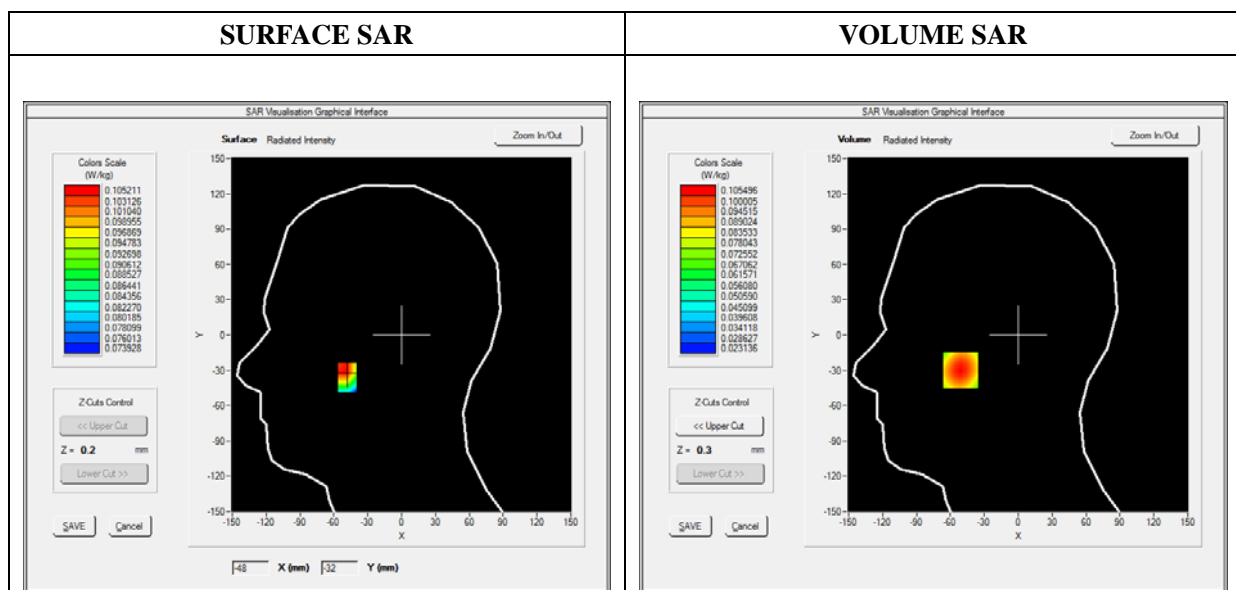 SURFACE SAR
VOLUME SAR
SAR Visualisation Graphical Interface
Surface Radiated Intensity
Zoom In/Out
Colors Scale
(W/kg)
0.105211
0.103126
0.101040
0.098955
0.096869
0.094783
0.092698
0.090612
0.088527
0.086441
0.084356
0.082270
0.080185
0.078099
0.076013
0.073928
Z-Cuts Control
<< Upper Cut
Z = 0.2 mm
Lower Cut >>
SAVE Cancel
150
120
90
60
30
0
-30
-60
-90
-120
-150
Y
-150 -120 -90 -60 -30 0 30 60 90 120 150
X
-48 X (mm) -32 Y (mm)
SAR Visualisation Graphical Interface
Volume Radiated Intensity
Zoom In/Out
Colors Scale
(W/kg)
0.105496
0.100005
0.094515
0.089024
0.083533
0.078043
0.072552
0.067062
0.061571
0.056080
0.050590
0.045099
0.039608
0.034118
0.028627
0.023136
Z-Cuts Control
<< Upper Cut
Z = 0.3 mm
Lower Cut >>
SAVE Cancel
150
120
90
60
30
0
-30
-60
-90
-120
-150
Y
-150 -120 -90 -60 -30 0 30 60 90 120 150
X